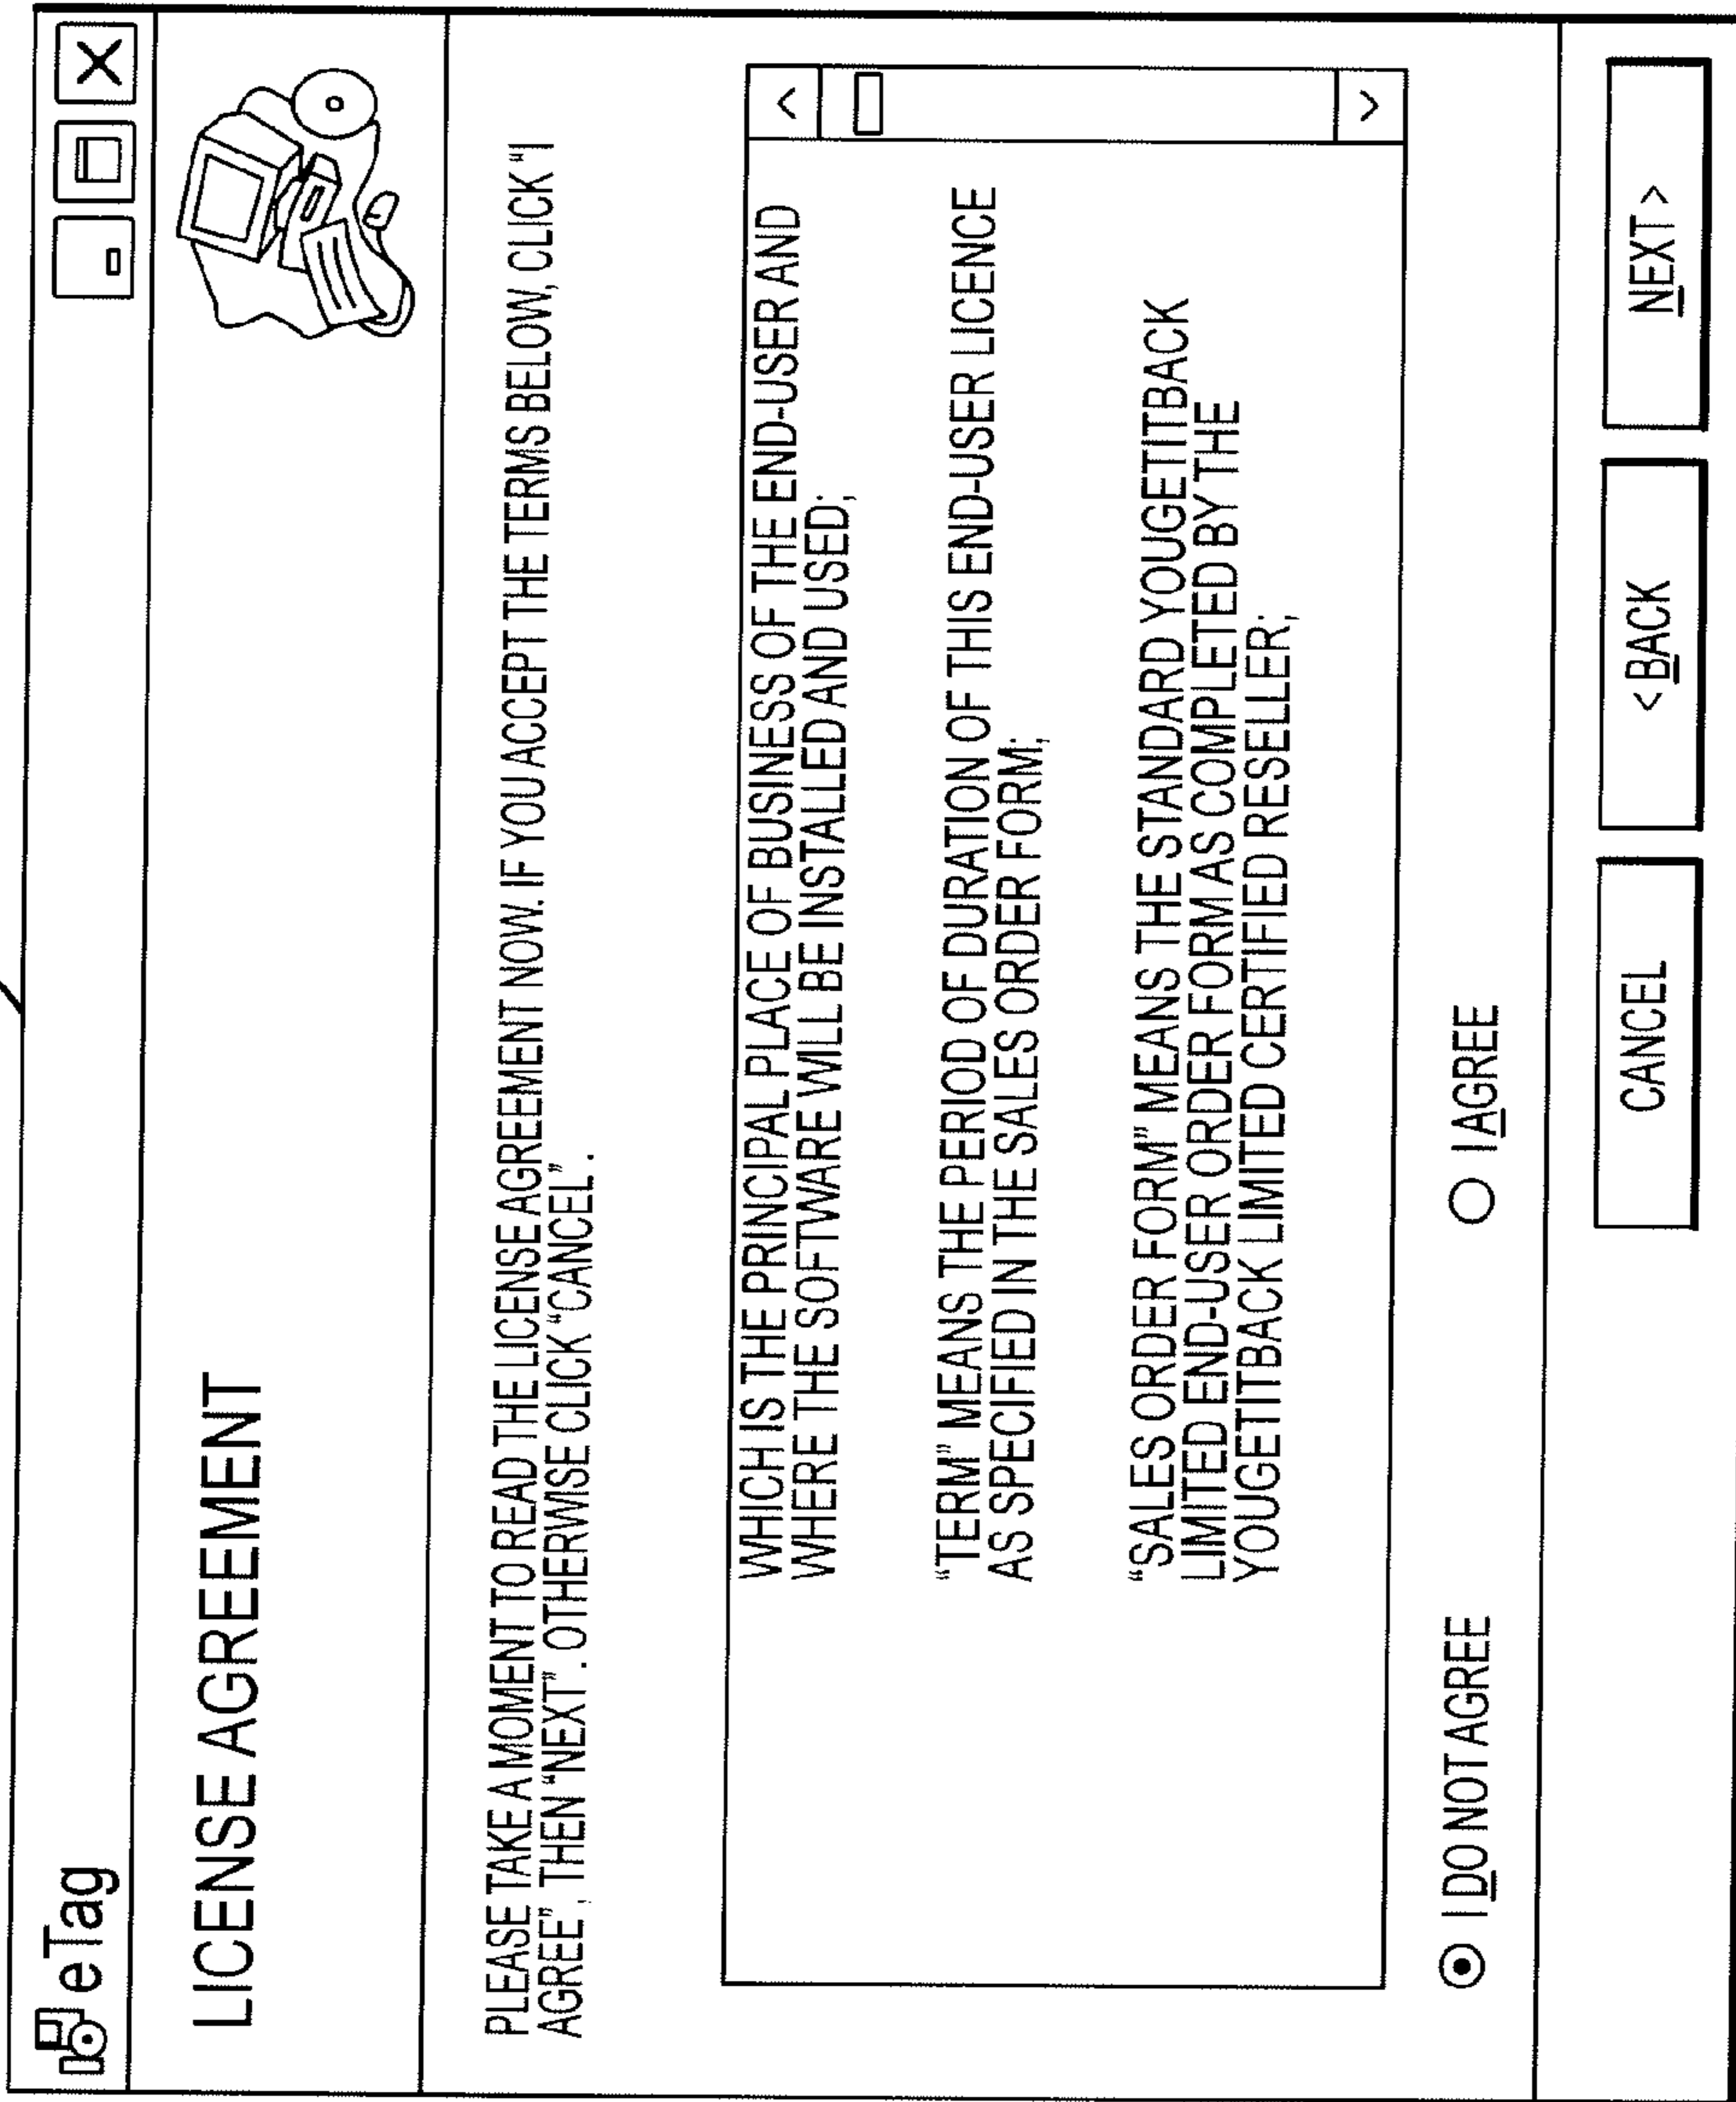 eTag
LICENSE AGREEMENT
PLEASE TAKE A MOMENT TO READ THE LICENSE AGREEMENT NOW. IF YOU ACCEPT THE TERMS BELOW, CLICK "I
AGREE", THEN "NEXT". OTHERWISE CLICK "CANCEL".
WHICH IS THE PRINCIPAL PLACE OF BUSINESS OF THE END-USER AND
WHERE THE SOFTWARE WILL BE INSTALLED AND USED;
"TERM" MEANS THE PERIOD OF DURATION OF THIS END-USER LICENCE
AS SPECIFIED IN THE SALES ORDER FORM;
"SALES ORDER FORM" MEANS THE STANDARD YOUGETITBACK
LIMITED END-USER ORDER FORM AS COMPLETED BY THE
YOUGETITBACK LIMITED CERTIFIED RESELLER;
I DO NOT AGREE I AGREE
CANCEL < BACK NEXT >